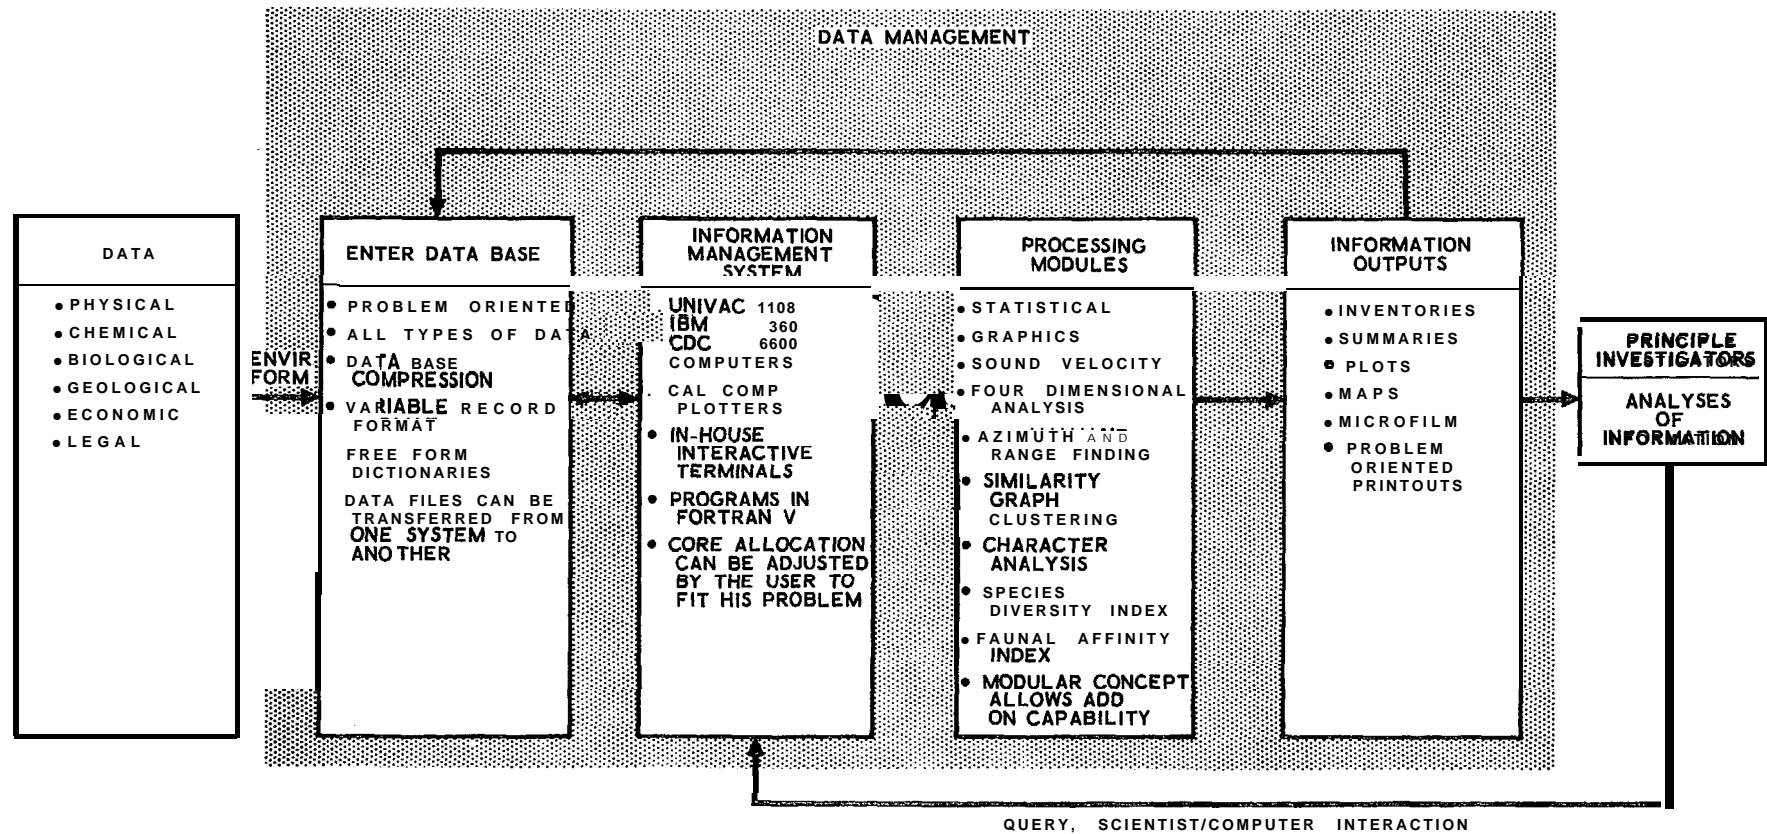 DATA MANAGEMENT
DATA
• PHYSICAL
• CHEMICAL
• BIOLOGICAL
• GEOLOGICAL
• ECONOMIC
• LEGAL
ENVIR
FORM
ENTER DATA BASE
• PROBLEM ORIENTED
• ALL TYPES OF DATA
• DATA BASE
COMPRESSION
• VARIABLE RECORD
FORMAT
FREE FORM
DICTIONARIES
DATA FILES CAN BE
TRANSFERRED FROM
ONE SYSTEM TO
ANOTHER
INFORMATION
MANAGEMENT
SYSTEM
UNIVAC 1108
IBM 360
CDC 6600
COMPUTERS
. CAL COMP
PLOTTERS
• IN-HOUSE
INTERACTIVE
TERMINALS
• PROGRAMS IN
FORTRAN V
• CORE ALLOCATION
CAN BE ADJUSTED
BY THE USER TO
FIT HIS PROBLEM
PROCESSING
MODULES
• STATISTICAL
• GRAPHICS
• SOUND VELOCITY
• FOUR DIMENSIONAL
ANALYSIS
• AZIMUTH AND
RANGE FINDING
• SIMILARITY
GRAPH
CLUSTERING
• CHARACTER
ANALYSIS
• SPECIES
DIVERSITY INDEX
• FAUNAL AFFINITY
INDEX
• MODULAR CONCEPT
ALLOWS ADD
ON CAPABILITY
INFORMATION
OUTPUTS
• INVENTORIES
• SUMMARIES
• PLOTS
• MAPS
• MICROFILM
• PROBLEM
ORIENTED
PRINTOUTS
PRINCIPLE
INVESTIGATORS
ANALYSES
OF
INFORMATION
QUERY, SCIENTIST/COMPUTER INTERACTION